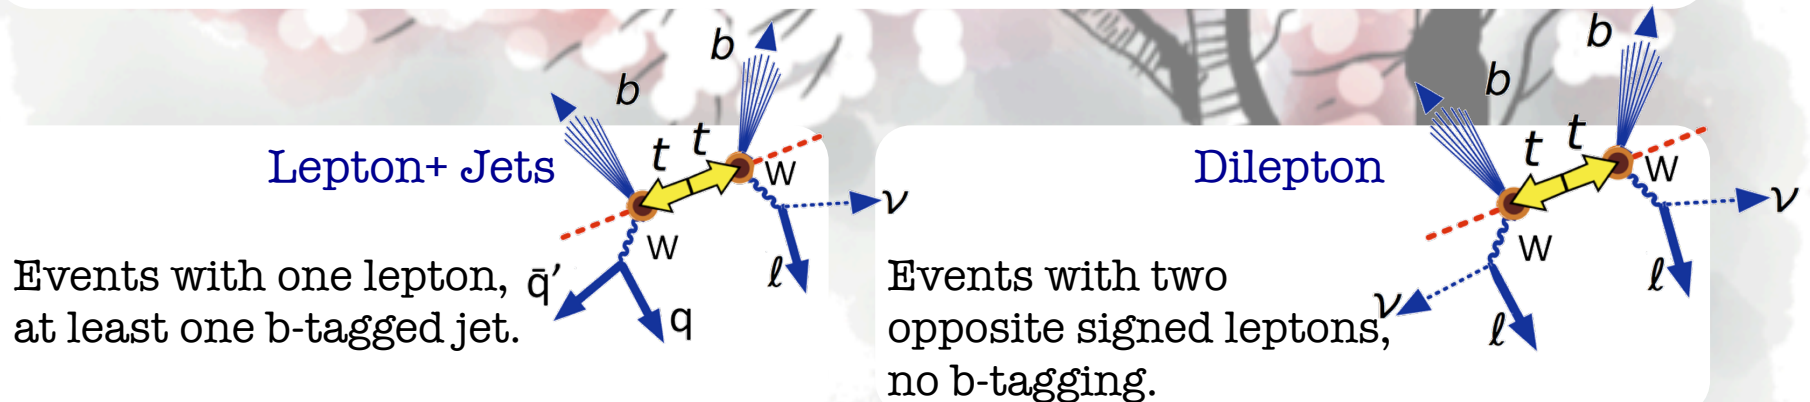 Lepton+ Jets
b
b
t
t
W
ν
W
ℓ
q̄′
q
Events with one lepton,
at least one b-tagged jet.
Dilepton
b
b
t
t
W
ν
W
ℓ
ν
ℓ
Events with two
opposite signed leptons,
no b-tagging.